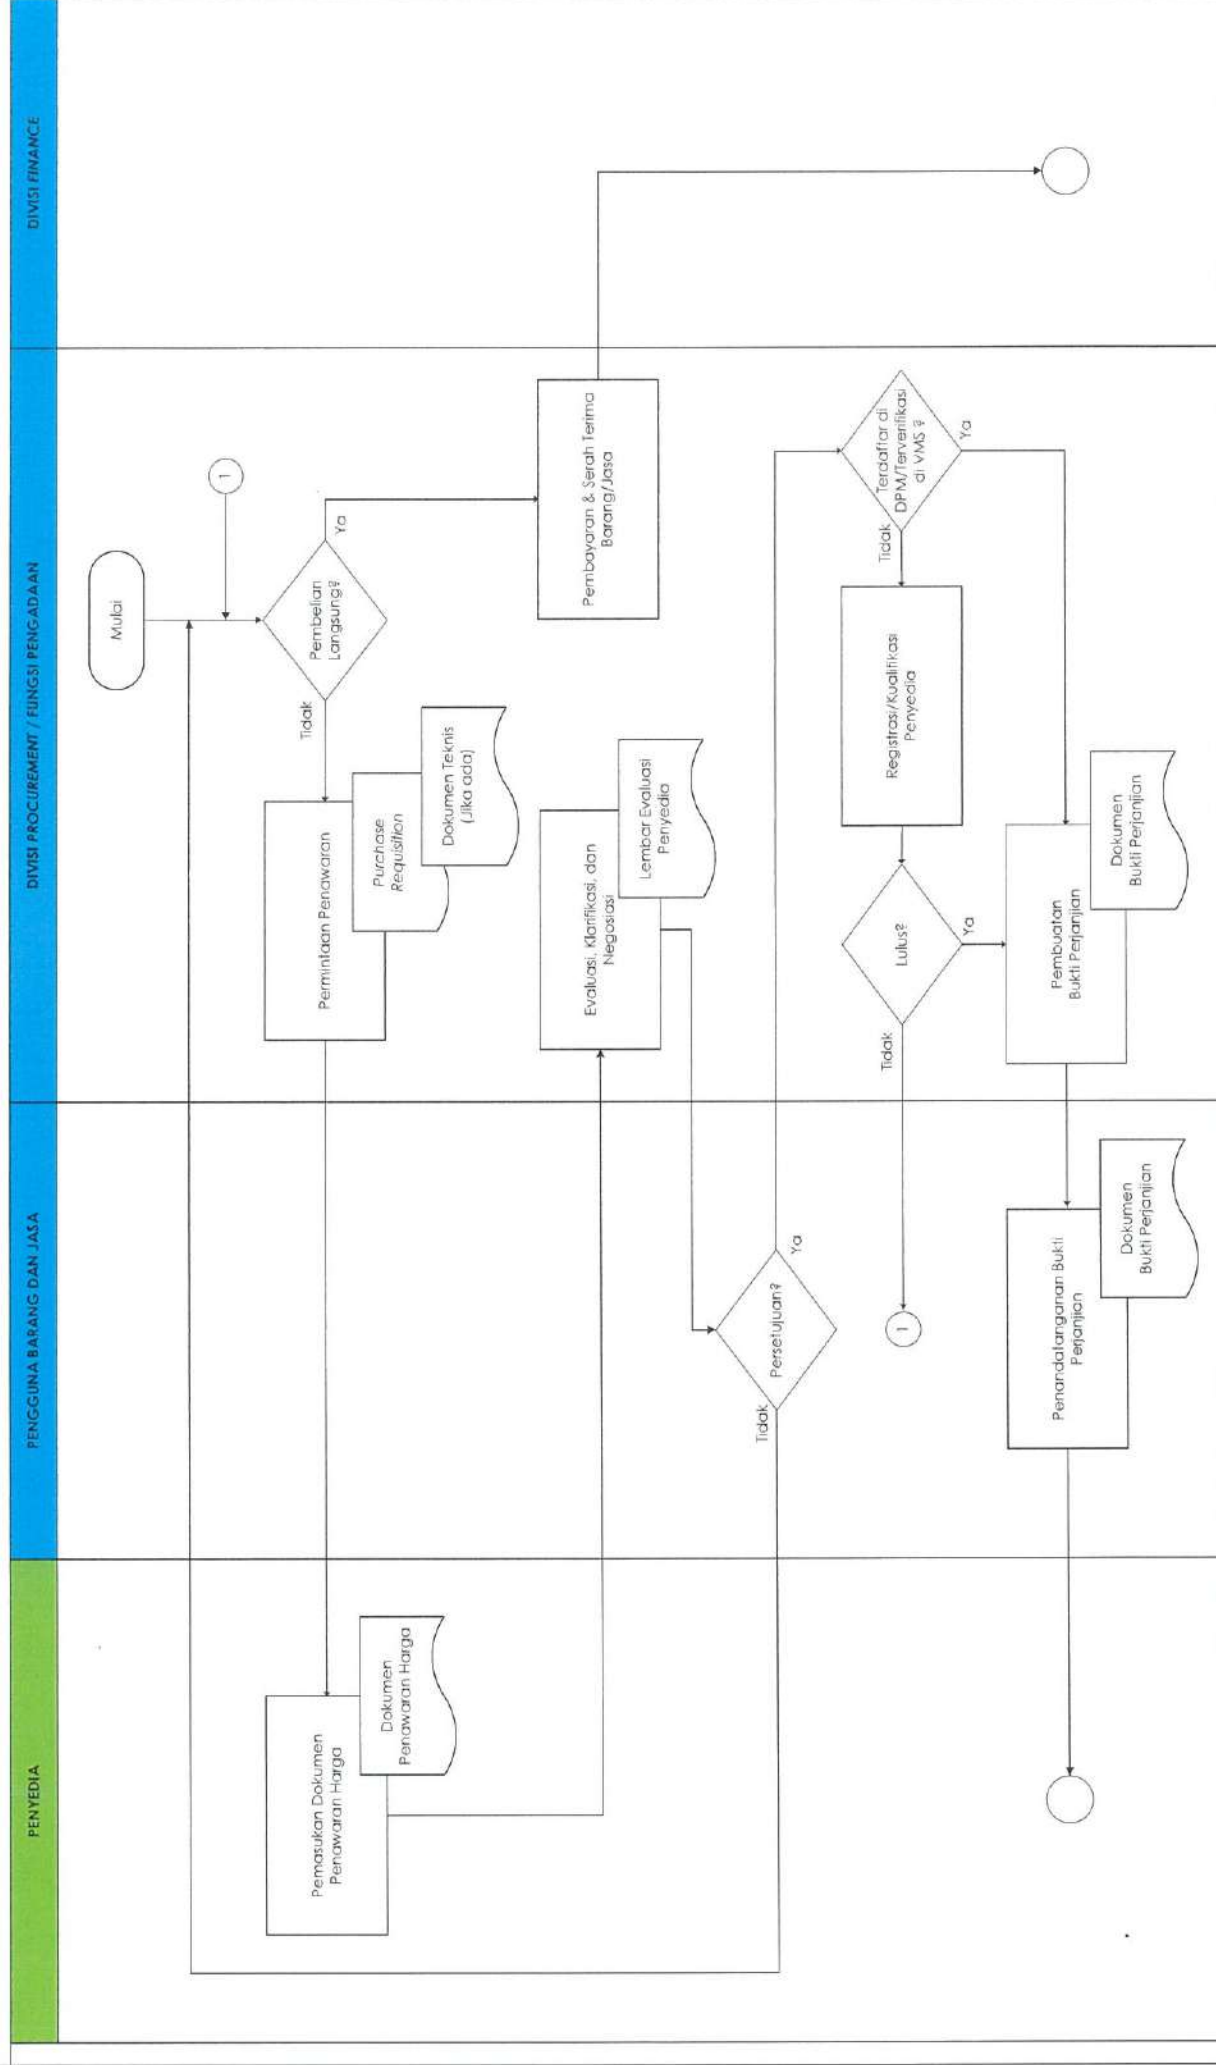 PENYEDIA
PENGGUNA BARANG DAN JASA
DIVISI PROCUREMENT / FUNGSI PENGADAAN
DIVISI FINANCE
Mulai
1
Pembelian
Langsung?
Ya
Tidak
Permintaan Penawaran
Purchase
Requisition
Dokumen Teknis
(Jika ada)
Pemasukan Dokumen
Penawaran Harga
Dokumen
Penawaran Harga
Pembayaran & Serah Terima
Barang/Jasa
Evaluasi, Klarifikasi, dan
Negosiasi
Lembar Evaluasi
Penyedia
Persetujuan?
Tidak
Ya
Terdaftar di
DPM/Terverifikasi
di VMS ?
Tidak
Ya
Registrasi/Kualifikasi
Penyedia
Lulus?
Tidak
Ya
1
Pembuatan
Bukti Perjanjian
Dokumen
Bukti Perjanjian
Penandatanganan Bukti
Perjanjian
Dokumen
Bukti Perjanjian